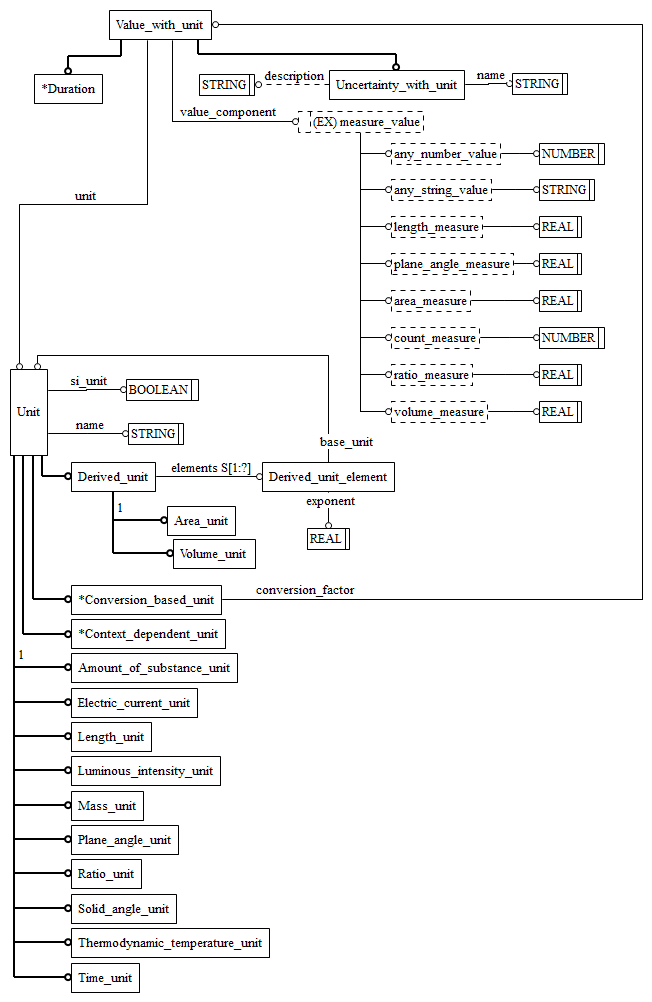 Value_with_unit
*Duration
STRING
description
Uncertainty_with_unit
name
STRING
value_component
(EX) measure_value
any_number_value
NUMBER
any_string_value
STRING
unit
length_measure
REAL
plane_angle_measure
REAL
area_measure
REAL
count_measure
NUMBER
ratio_measure
REAL
volume_measure
REAL
Unit
si_unit
BOOLEAN
name
STRING
base_unit
Derived_unit
elements S[1:?]
Derived_unit_element
exponent
1
Area_unit
REAL
Volume_unit
*Conversion_based_unit
conversion_factor
*Context_dependent_unit
1
Amount_of_substance_unit
Electric_current_unit
Length_unit
Luminous_intensity_unit
Mass_unit
Plane_angle_unit
Ratio_unit
Solid_angle_unit
Thermodynamic_temperature_unit
Time_unit